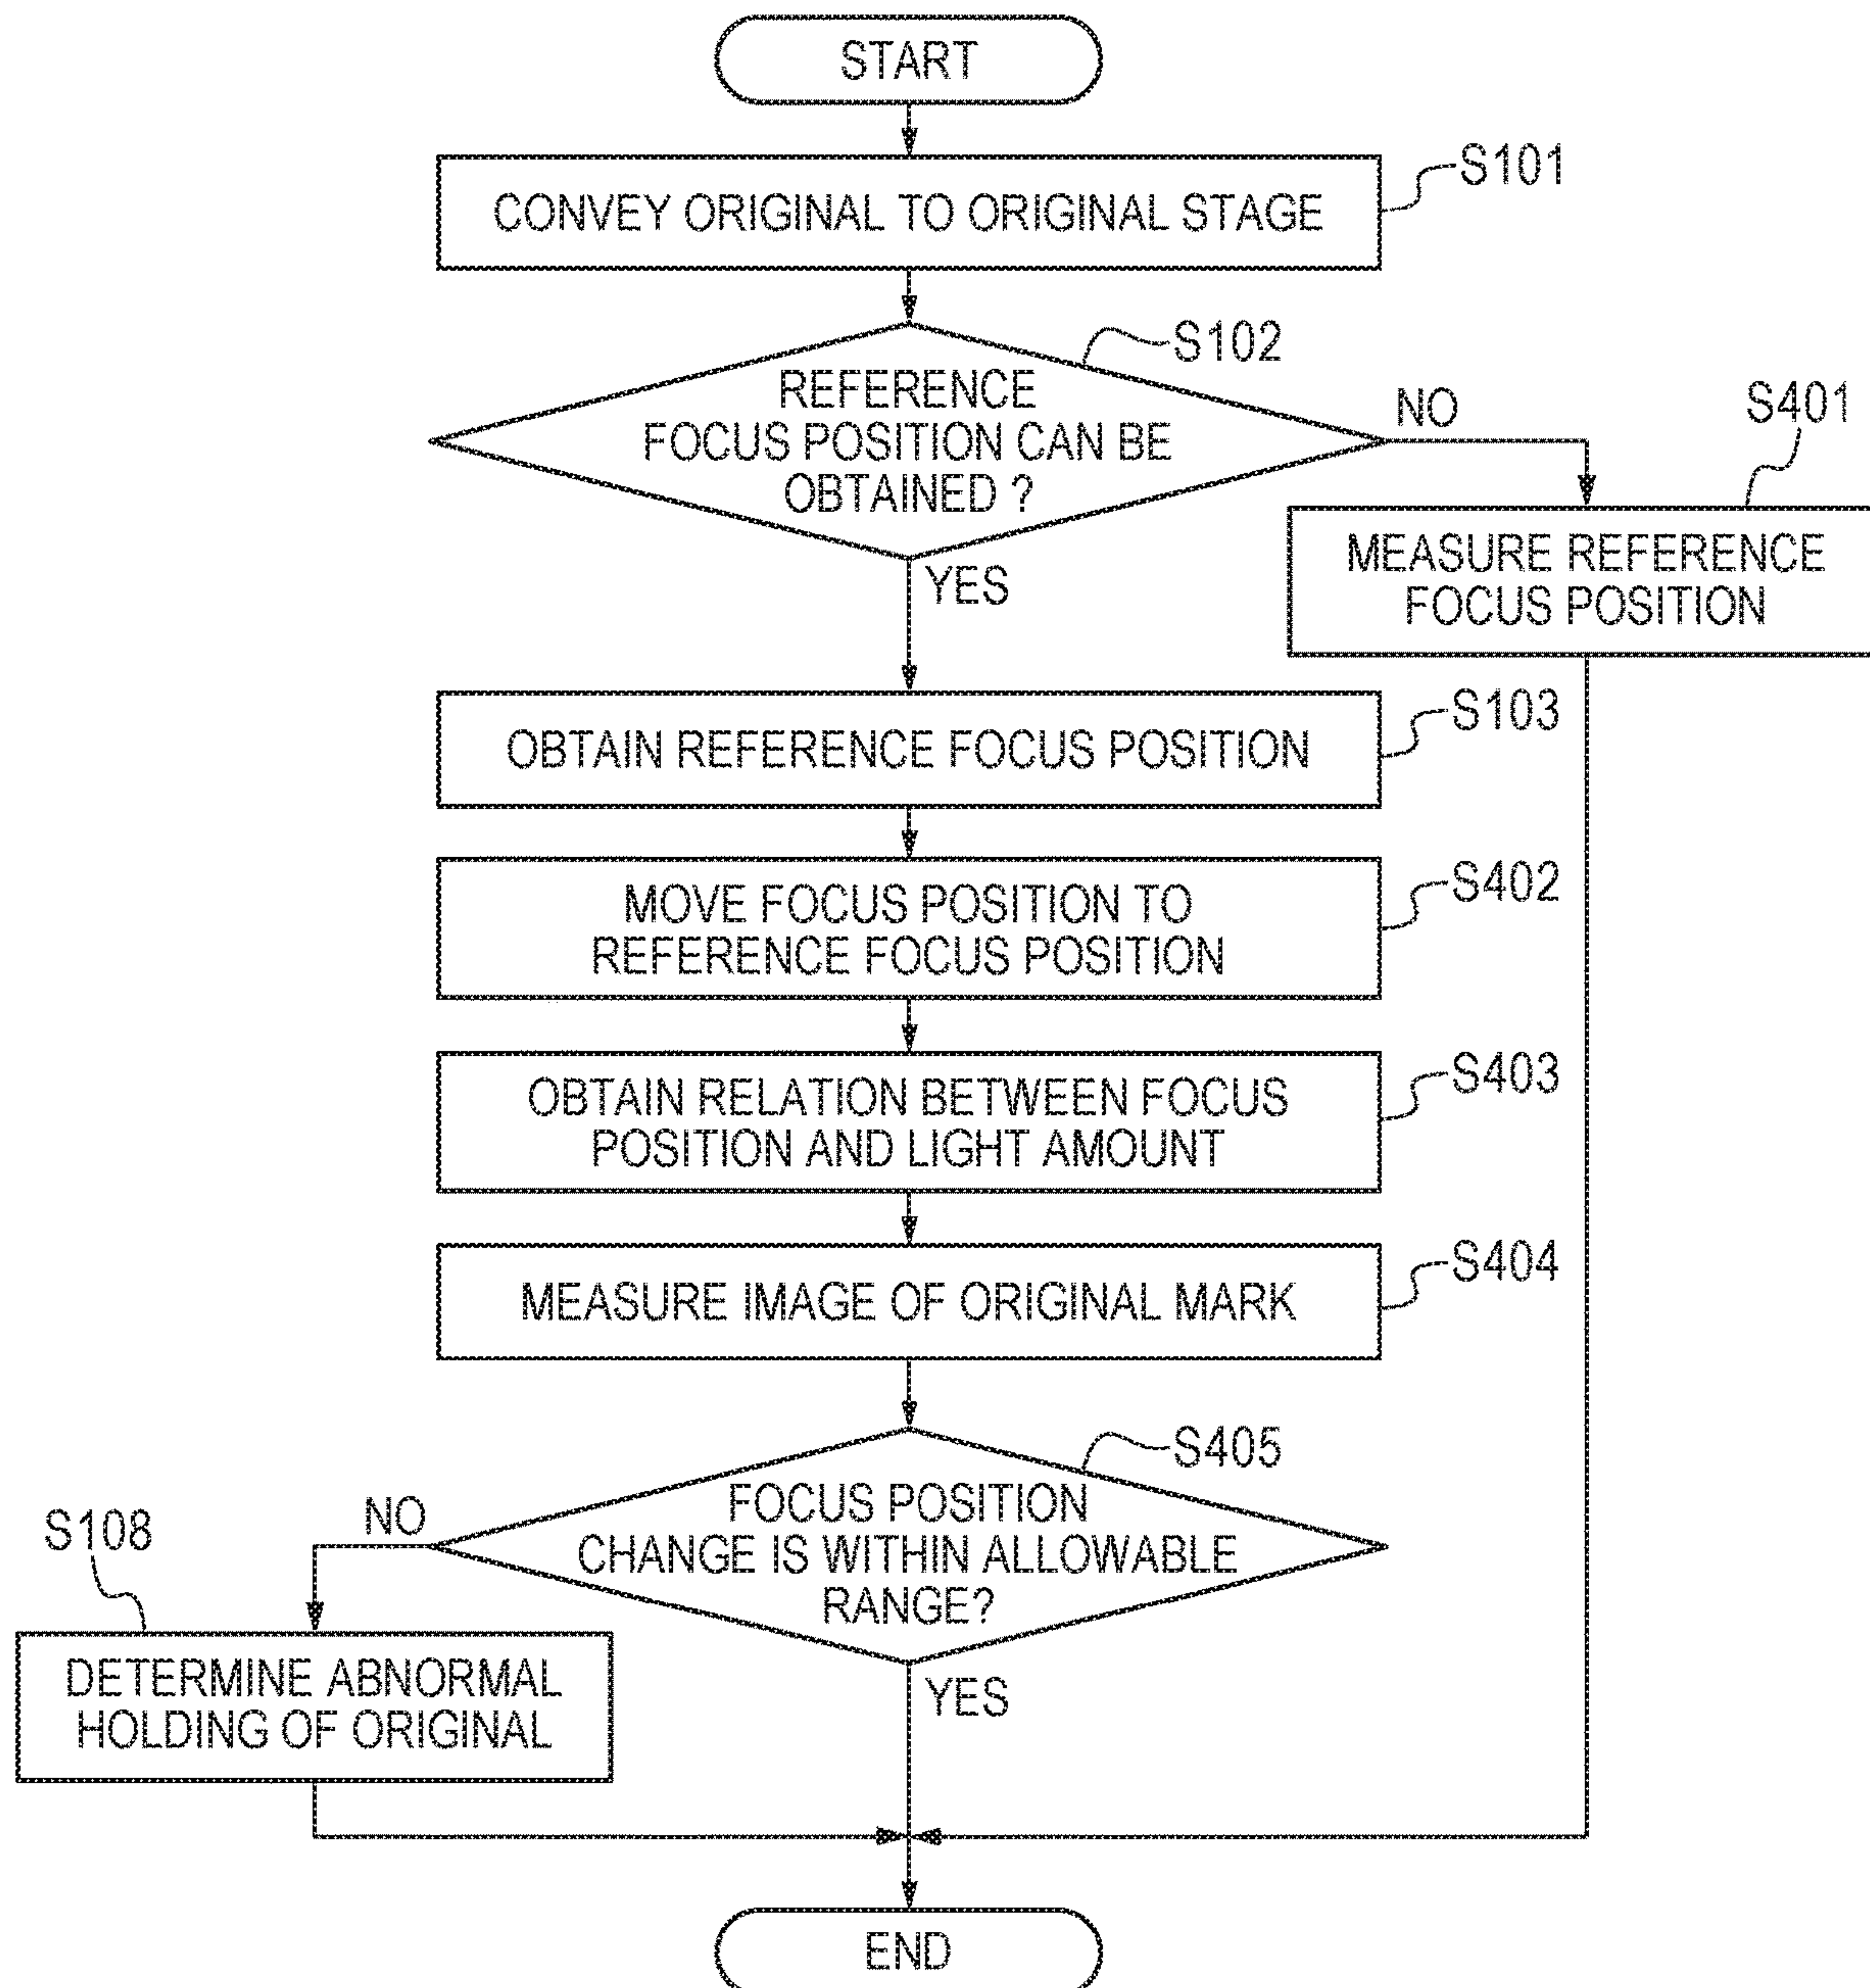 START
S101
CONVEY ORIGINAL TO ORIGINAL STAGE
S102
REFERENCE
FOCUS POSITION CAN BE
OBTAINED ?
NO
S401
MEASURE REFERENCE
FOCUS POSITION
YES
S103
OBTAIN REFERENCE FOCUS POSITION
S402
MOVE FOCUS POSITION TO
REFERENCE FOCUS POSITION
S403
OBTAIN RELATION BETWEEN FOCUS
POSITION AND LIGHT AMOUNT
S404
MEASURE IMAGE OF ORIGINAL MARK
S405
FOCUS POSITION
CHANGE IS WITHIN ALLOWABLE
RANGE?
NO
S108
DETERMINE ABNORMAL
HOLDING OF ORIGINAL
YES
END